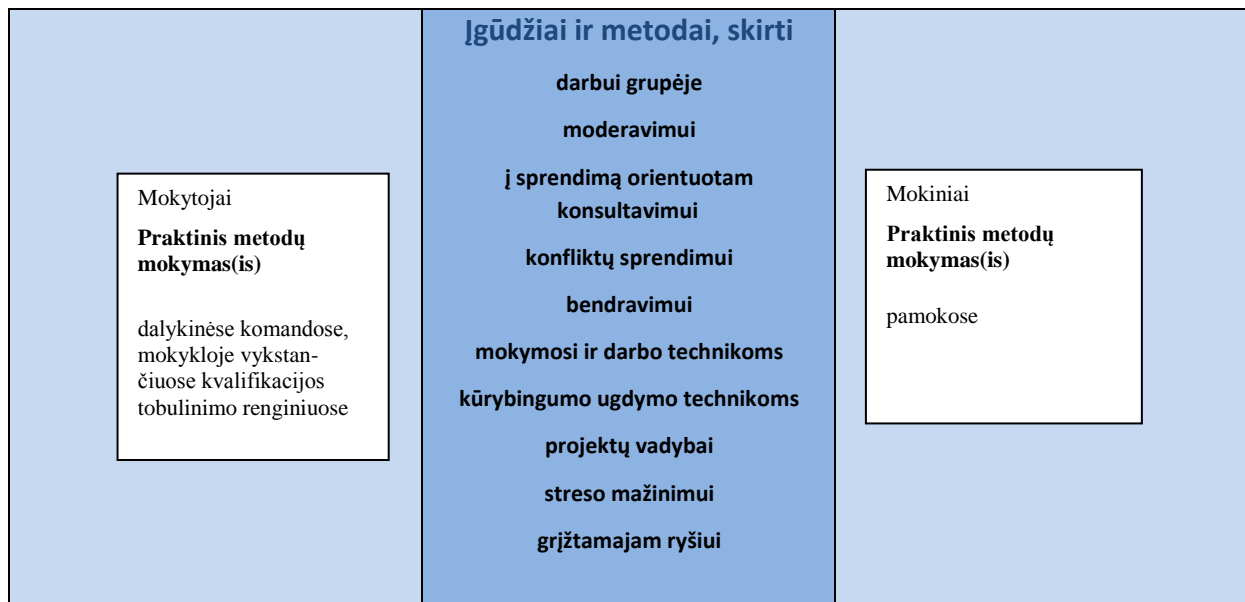 Mokytojai
Praktinis metodų
mokymas(is)
dalykinėse komandose,
mokykloje vykstan-
čiuose kvalifikacijos
tobulinimo renginiuose
Įgūdžiai ir metodai, skirti
darbui grupėje
moderavimui
į sprendimą orientuotam
konsultavimui
konfliktų sprendimui
bendravimui
mokymosi ir darbo technikoms
kūrybingumo ugdymo technikoms
projektų vadybai
streso mažinimui
grįžtamajam ryšiui
Mokiniai
Praktinis metodų
mokymas(is)
pamokose